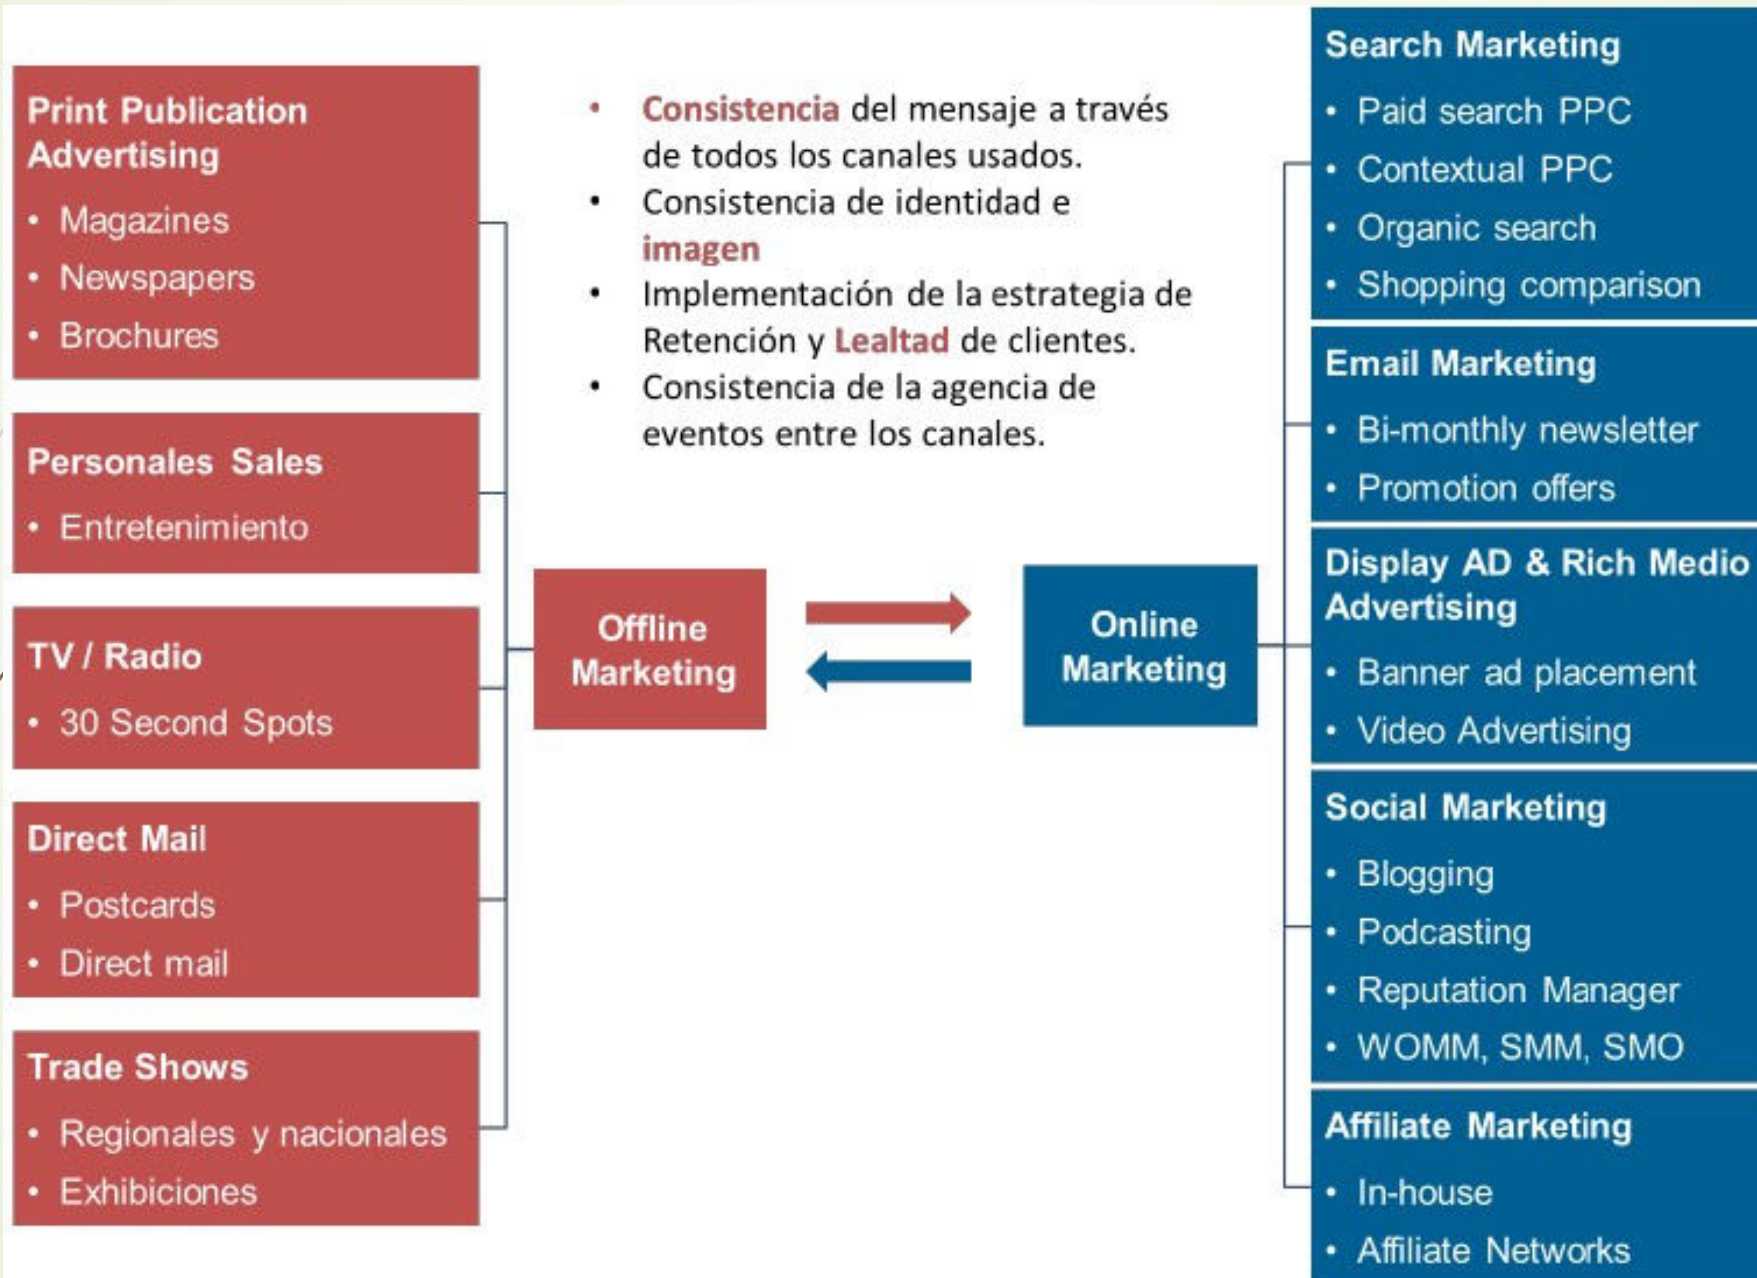 Print Publication
Advertising
• Magazines
• Newspapers
• Brochures
Personales Sales
• Entretenimiento
TV / Radio
• 30 Second Spots
Direct Mail
• Postcards
• Direct mail
Trade Shows
• Regionales y nacionales
• Exhibiciones
• Consistencia del mensaje a través
de todos los canales usados.
• Consistencia de identidad e
imagen
• Implementación de la estrategia de
Retención y Lealtad de clientes.
• Consistencia de la agencia de
eventos entre los canales.
Offline
Marketing
Online
Marketing
Search Marketing
• Paid search PPC
• Contextual PPC
• Organic search
• Shopping comparison
Email Marketing
• Bi-monthly newsletter
• Promotion offers
Display AD & Rich Medio
Advertising
• Banner ad placement
• Video Advertising
Social Marketing
• Blogging
• Podcasting
• Reputation Manager
• WOMM, SMM, SMO
Affiliate Marketing
• In-house
• Affiliate Networks